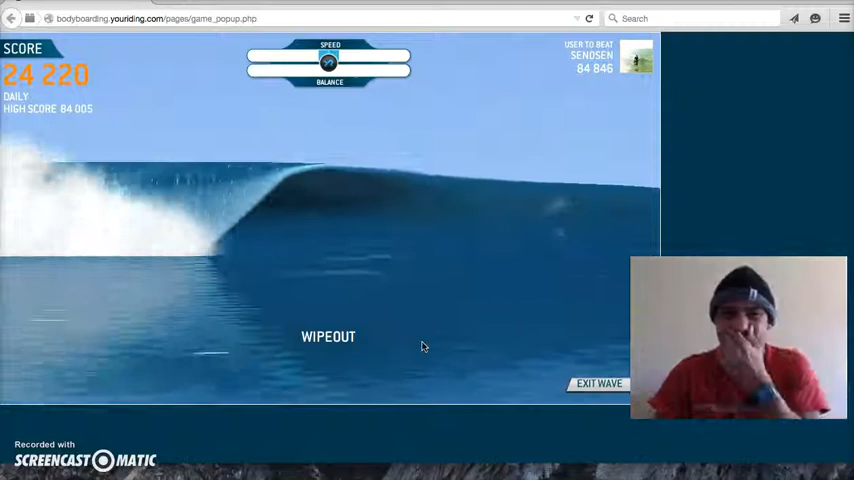 bodyboarding.youriding.com/pages/game_popup.php
Search
SCORE
24 220
DAILY
HIGH SCORE 84 005
SPEED
BALANCE
USER TO BEAT
SENOSEN
84 846
WIPEOUT
EXIT WAVE
Recorded with
SCREENCAST-O-MATIC